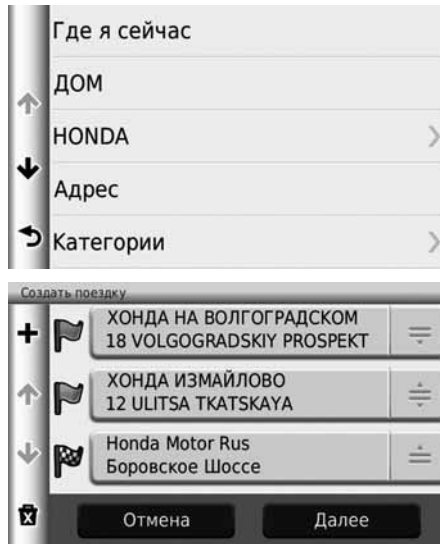 Где я сейчас
ДОМ
HONDA
Адрес
Категории
Создать поездку
ХОНДА НА ВОЛГОГРАДСКОМ
18 VOLGOGRADSKIY PROSPEKT
ХОНДА ИЗМАЙЛОВО
12 ULITSA TKATSKAYA
Honda Motor Rus
Боровское Шоссе
Отмена
Далее